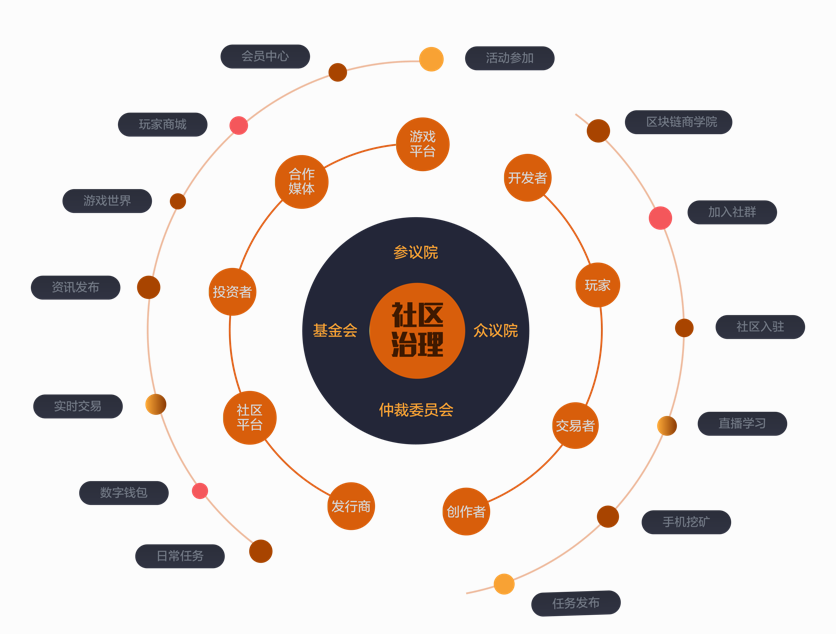 会员中心
活动参加
玩家商城
区块链商学院
游戏
平台
合作
媒体
开发者
游戏世界
加入社群
参议院
资讯发布
投资者
玩家
社区
治理
基金会
众议院
社区入驻
实时交易
社区
平台
仲裁委员会
交易者
直播学习
数字钱包
发行商
创作者
手机挖矿
日常任务
任务发布